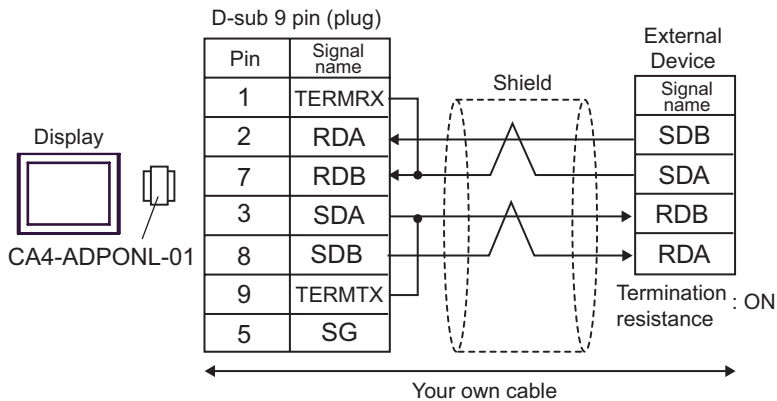 D-sub 9 pin (plug)
Pin Signal name
1 TERMRX
2 RDA
7 RDB
3 SDA
8 SDB
9 TERMTX
5 SG
Display
CA4-ADPONL-01
Shield
External
Device
Signal
name
SDB
SDA
RDB
RDA
Termination
resistance : ON
Your own cable